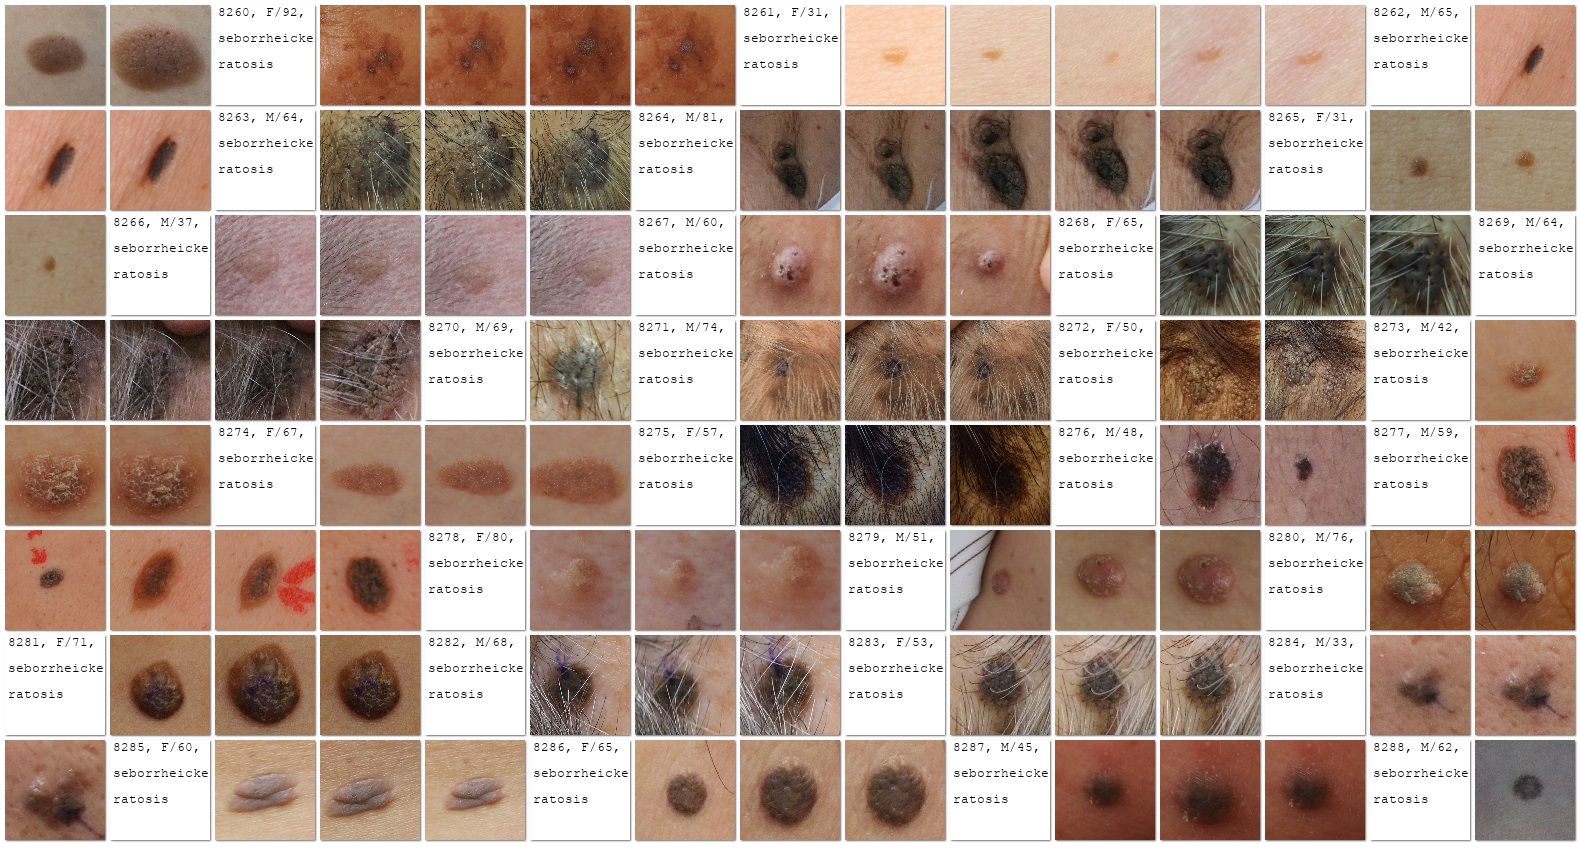 8260, F/92,
seborrheicke
ratosis
8261, F/31,
seborrheicke
ratosis
8262, M/65,
seborrheicke
ratosis
8263, M/64,
seborrheicke
ratosis
8264, M/81,
seborrheicke
ratosis
8265, F/31,
seborrheicke
ratosis
8266, M/37,
seborrheicke
ratosis
8267, M/60,
seborrheicke
ratosis
8268, F/65,
seborrheicke
ratosis
8269, M/64,
seborrheicke
ratosis
8270, M/69,
seborrheicke
ratosis
8271, M/74,
seborrheicke
ratosis
8272, F/50,
seborrheicke
ratosis
8273, M/42,
seborrheicke
ratosis
8274, F/67,
seborrheicke
ratosis
8275, F/57,
seborrheicke
ratosis
8276, M/48,
seborrheicke
ratosis
8277, M/59,
seborrheicke
ratosis
8278, F/80,
seborrheicke
ratosis
8279, M/51,
seborrheicke
ratosis
8280, M/76,
seborrheicke
ratosis
8281, F/71,
seborrheicke
ratosis
8282, M/68,
seborrheicke
ratosis
8283, F/53,
seborrheicke
ratosis
8284, M/33,
seborrheicke
ratosis
8285, F/60,
seborrheicke
ratosis
8286, F/65,
seborrheicke
ratosis
8287, M/45,
seborrheicke
ratosis
8288, M/62,
seborrheicke
ratosis